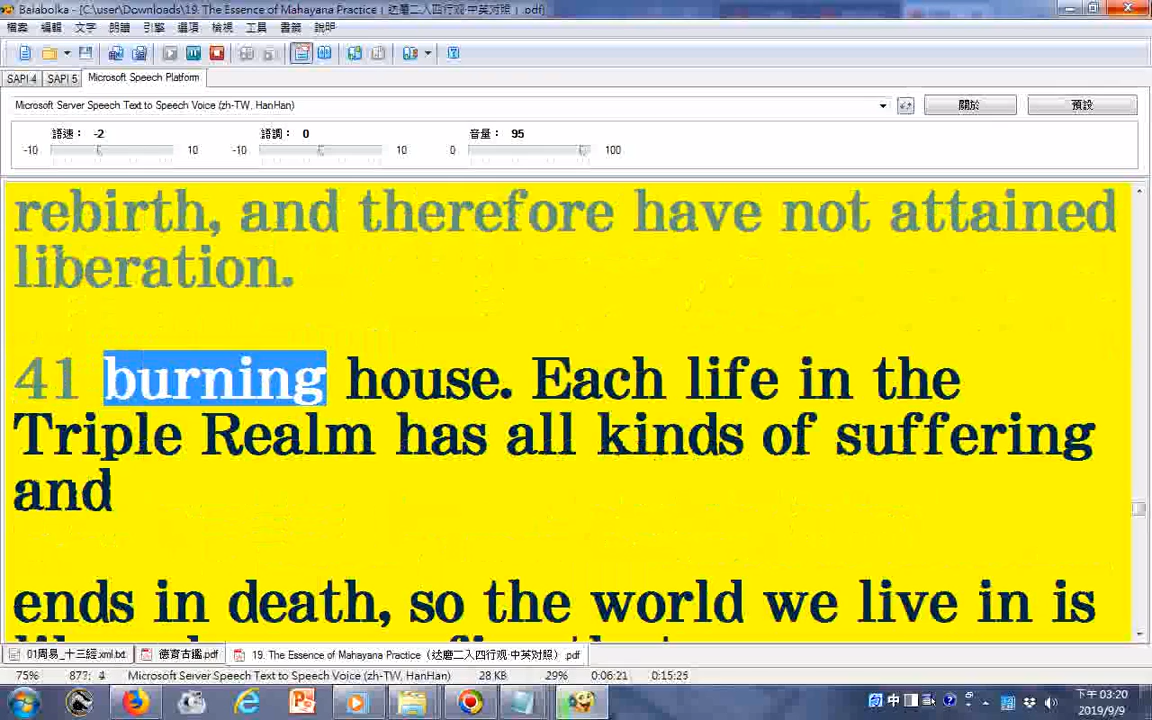 Balabolka - [C:\user\Downloads\19. The Essence of Mahayana Practice（达磨二入四行观·中英对照）.pdf]
檔案 編輯 文字 朗讀 引擎 選項 檢視 工具 書籤 說明
SAPI 4 SAPI 5 Microsoft Speech Platform
Microsoft Server Speech Text to Speech Voice (zh-TW, HanHan) 關於 預設
語速： -2 語調： 0 音量： 95
-10 10 -10 10 0 100
rebirth, and therefore have not attained
liberation.
41 burning house. Each life in the
Triple Realm has all kinds of suffering
and
ends in death, so the world we live in is
01周易_十三經.xml.txt 德育古鑑.pdf 19. The Essence of Mahayana Practice（达磨二入四行观·中英对照）.pdf
75% Microsoft Server Speech Text to Speech Voice (zh-TW, HanHan) 28 KB 29% 0:06:21 0:15:25
中 下午 03:20
2019/9/9